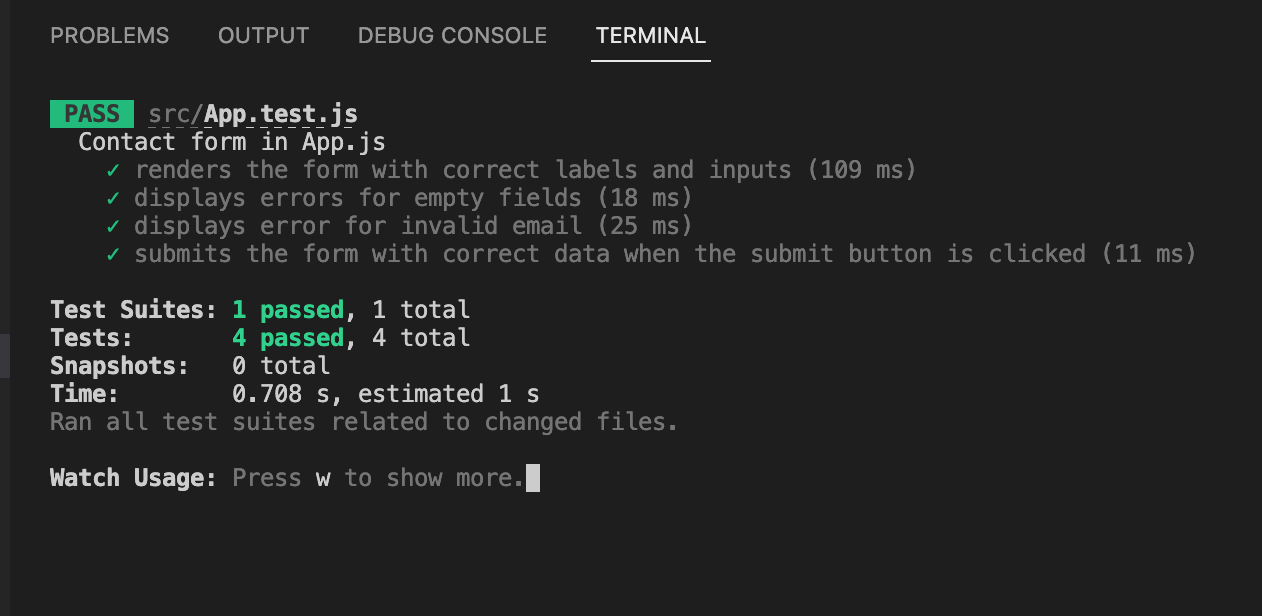 PROBLEMS OUTPUT DEBUG CONSOLE TERMINAL
PASS src/App.test.js
Contact form in App.js
✓ renders the form with correct labels and inputs (109 ms)
✓ displays errors for empty fields (18 ms)
✓ displays error for invalid email (25 ms)
✓ submits the form with correct data when the submit button is clicked (11 ms)
Test Suites: 1 passed, 1 total
Tests: 4 passed, 4 total
Snapshots: 0 total
Time: 0.708 s, estimated 1 s
Ran all test suites related to changed files.
Watch Usage: Press w to show more.